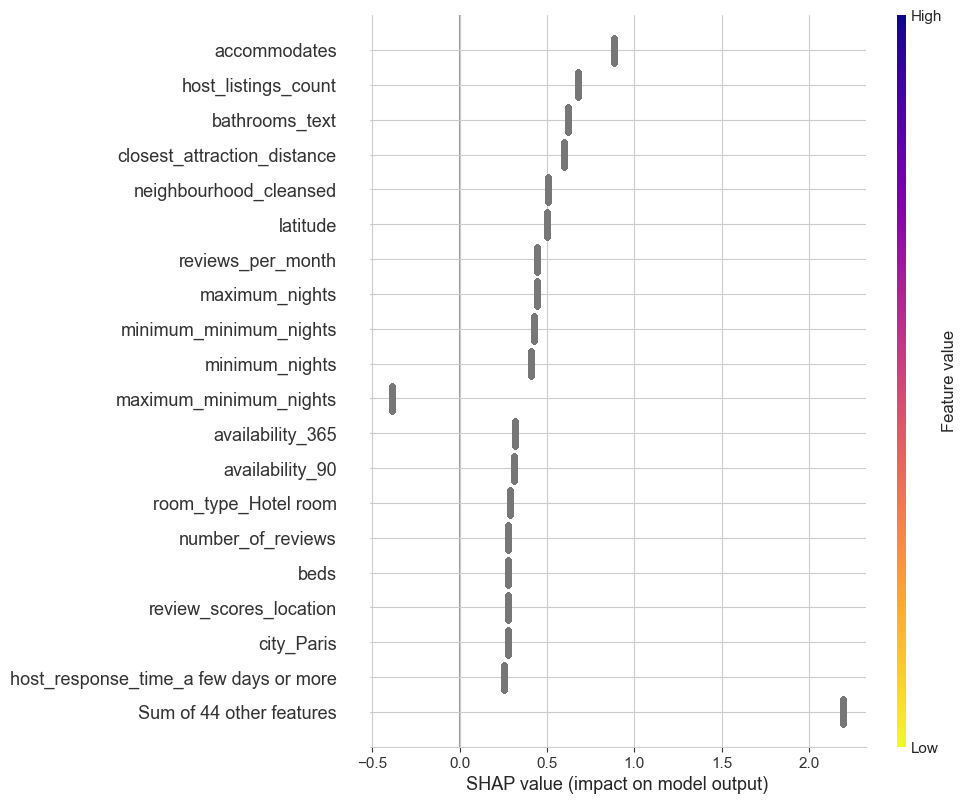 High
accommodates
host_listings_count
bathrooms_text
closest_attraction_distance
neighbourhood_cleansed
latitude
reviews_per_month
maximum_nights
minimum_minimum_nights
minimum_nights
maximum_minimum_nights
availability_365
availability_90
room_type_Hotel room
number_of_reviews
beds
review_scores_location
city_Paris
host_response_time_a few days or more
Sum of 44 other features
Feature value
Low
−0.5 0.0 0.5 1.0 1.5 2.0
SHAP value (impact on model output)